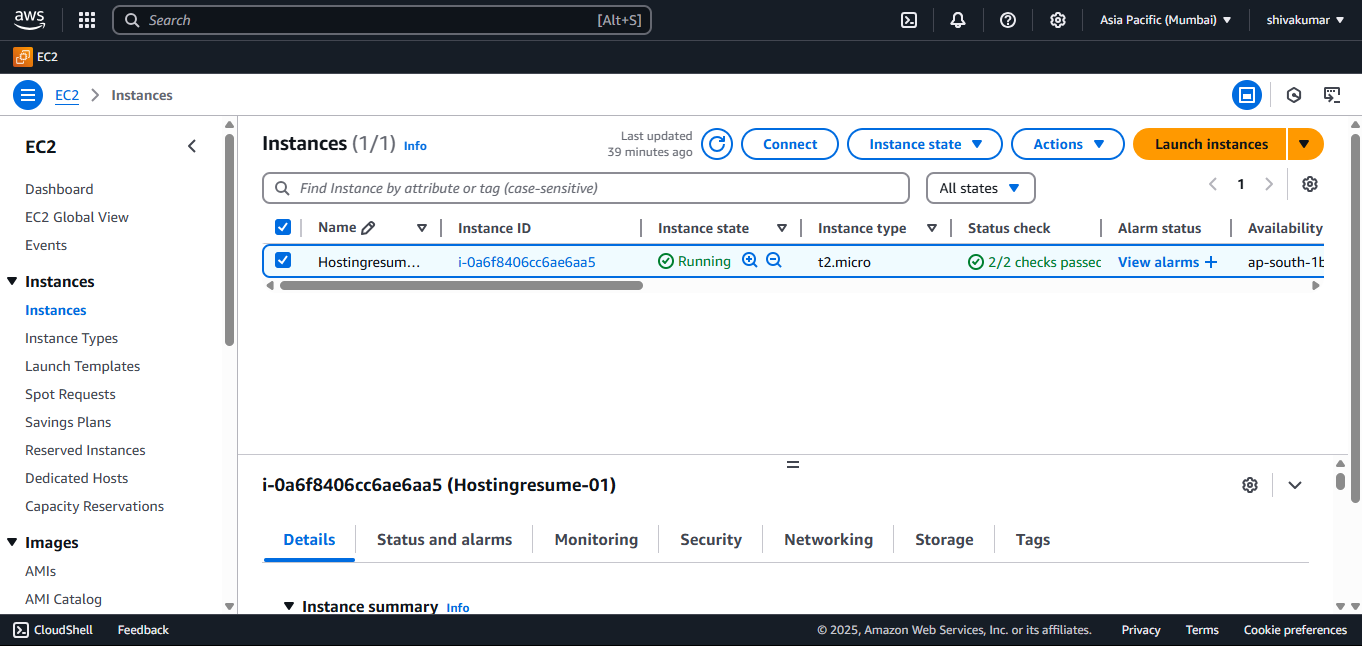 aws Search [Alt+S] Asia Pacific (Mumbai) shivakumar
EC2
EC2 Instances
EC2
Dashboard
EC2 Global View
Events
Instances
Instances
Instance Types
Launch Templates
Spot Requests
Savings Plans
Reserved Instances
Dedicated Hosts
Capacity Reservations
Images
AMIs
AMI Catalog
Instances (1/1) Info
Last updated
39 minutes ago
Connect Instance state Actions Launch instances
Find Instance by attribute or tag (case-sensitive) All states 1
Name Instance ID Instance state Instance type Status check Alarm status Availability
Hostingresum... i-0a6f8406cc6ae6aa5 Running t2.micro 2/2 checks passed View alarms + ap-south-1b
i-0a6f8406cc6ae6aa5 (Hostingresume-01)
Details Status and alarms Monitoring Security Networking Storage Tags
Instance summary Info
CloudShell Feedback © 2025, Amazon Web Services, Inc. or its affiliates. Privacy Terms Cookie preferences